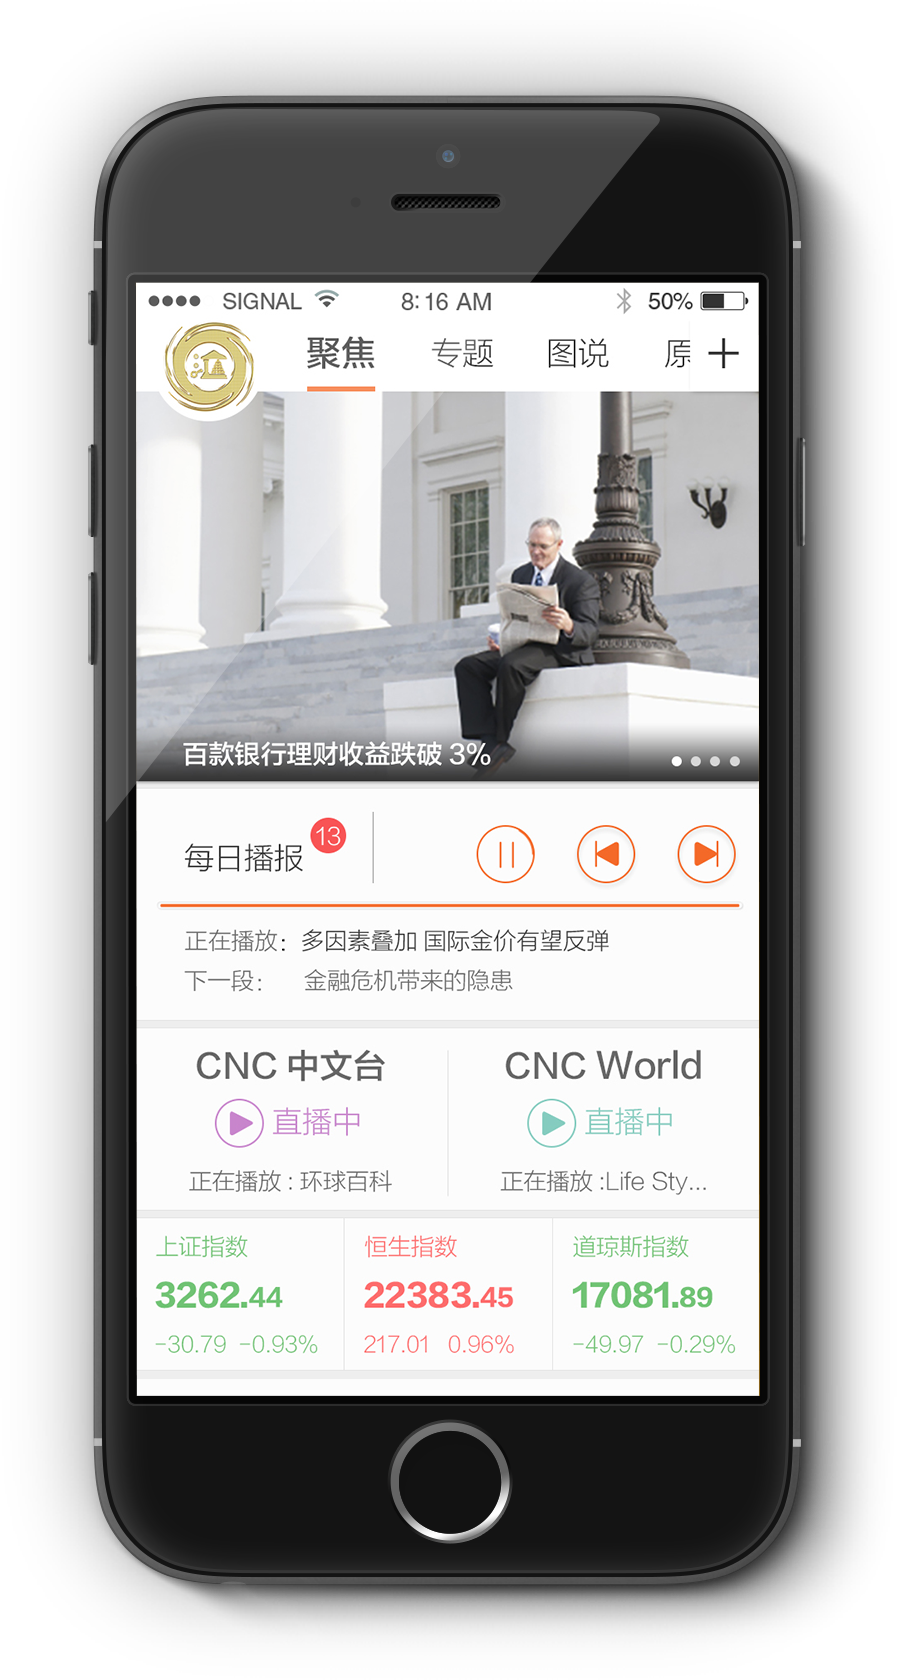 SIGNAL 8:16 AM 50%
聚焦 专题 图说 原
百款银行理财收益跌破 3%
每日播报 13
正在播放：多因素叠加 国际金价有望反弹
下一段： 金融危机带来的隐患
CNC 中文台
直播中
正在播放 : 环球百科
CNC World
直播中
正在播放 :Life Sty...
上证指数
3262.44
-30.79 -0.93%
恒生指数
22383.45
217.01 0.96%
道琼斯指数
17081.89
-49.97 -0.29%